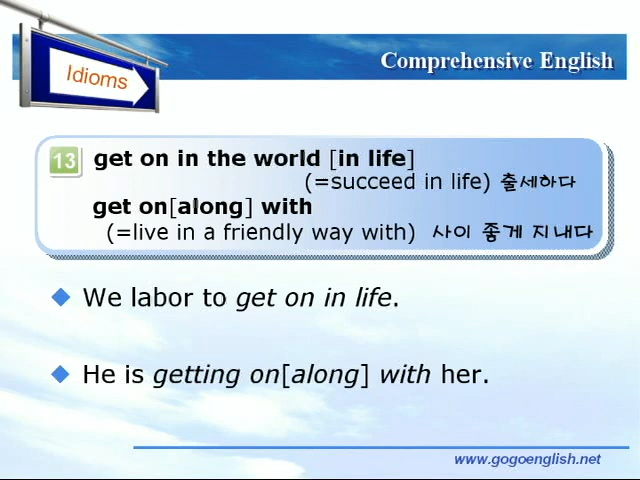 Comprehensive English
Idioms
13 get on in the world [in life]
(=succeed in life) 출세하다
get on[along] with
(=live in a friendly way with) 사이 좋게 지내다
We labor to get on in life.
He is getting on[along] with her.
www.gogoenglish.net